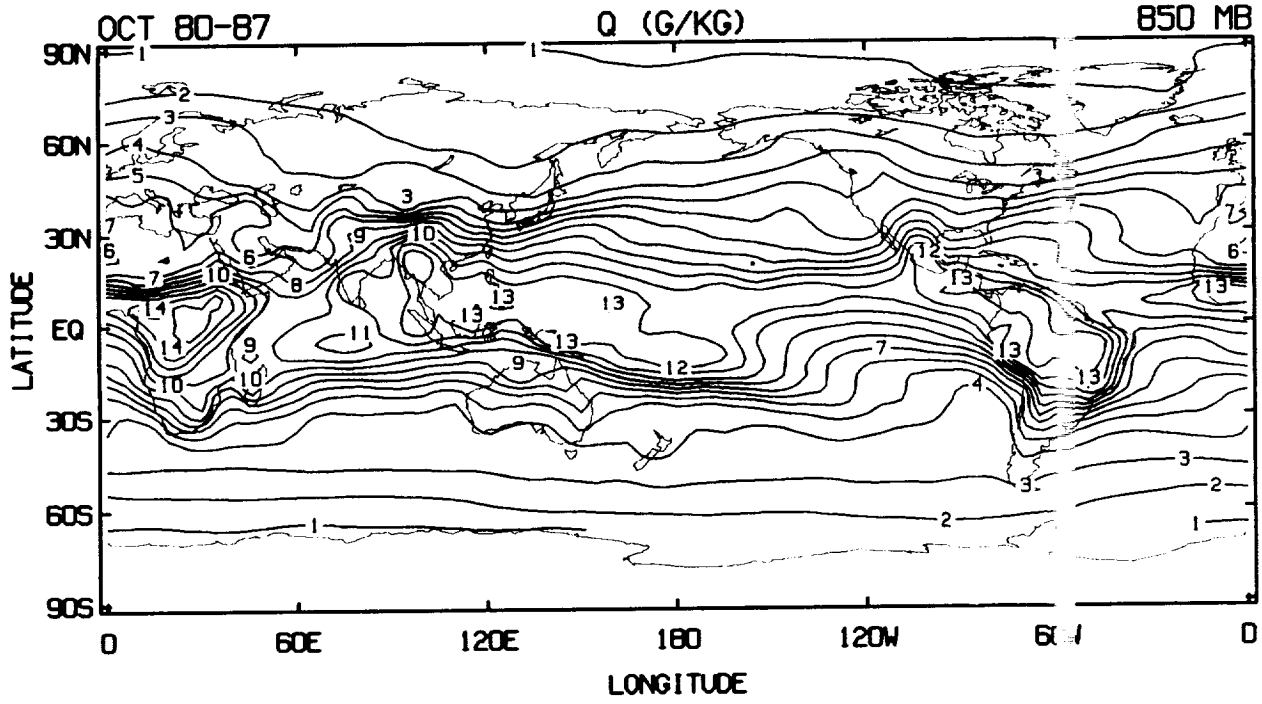 OCT 80-87 Q (G/KG) 850 MB
90N 1 1
2
3
60N 4
5 3
7 30N 9 10 7
6 6 12 6
7 10 8 13
14 13 13 13
EQ 11 13 13
14 9 9 12 7 13 13
10 10 4
30S
3
3 2
60S 1 2 1
90S
0 60E 120E 180 120W 60W 0
LATITUDE
LONGITUDE